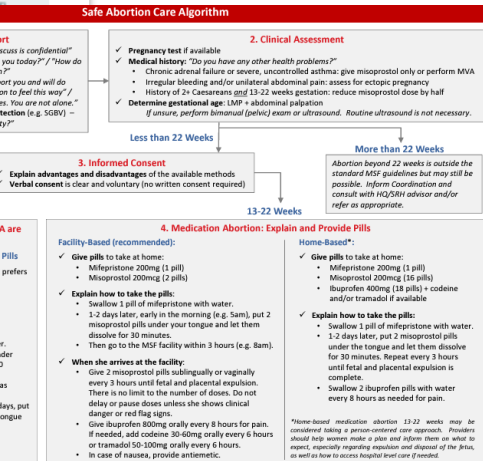 Safe Abortion Care Algorithm
ort
scuss is confidential"
you today?" / "How do
n?"
port you and will do
on to feel this way" /
es. You are not alone."
tection (e.g. SGBV) –
ty?"
2. Clinical Assessment
✓ Pregnancy test if available
✓ Medical history: "Do you have any other health problems?"
• Chronic adrenal failure or severe, uncontrolled asthma: give misoprostol only or perform MVA
• Irregular bleeding and/or unilateral abdominal pain: assess for ectopic pregnancy
• History of 2+ Caesareans and 13-22 weeks gestation: reduce misoprostol dose by half
✓ Determine gestational age: LMP + abdominal palpation
If unsure, perform bimanual (pelvic) exam or ultrasound. Routine ultrasound is not necessary.
Less than 22 Weeks
More than 22 Weeks
3. Informed Consent
✓ Explain advantages and disadvantages of the available methods
✓ Verbal consent is clear and voluntary (no written consent required)
Abortion beyond 22 weeks is outside the
standard MSF guidelines but may still be
possible. Inform Coordination and
consult with HQ/SRH advisor and/or
refer as appropriate.
13-22 Weeks
A are
Pills
prefers
er.
nder
0
as
days, put
tongue
4. Medication Abortion: Explain and Provide Pills
Facility-Based (recommended):
✓ Give pills to take at home:
• Mifepristone 200mg (1 pill)
• Misoprostol 200mcg (2 pills)
✓ Explain how to take the pills:
• Swallow 1 pill of mifepristone with water.
• 1-2 days later, early in the morning (e.g. 5am), put 2
misoprostol pills under your tongue and let them
dissolve for 30 minutes.
• Then go to the MSF facility within 3 hours (e.g. 8am).
✓ When she arrives at the facility:
• Give 2 misoprostol pills sublingually or vaginally
every 3 hours until fetal and placental expulsion.
There is no limit to the number of doses. Do not
delay or pause doses unless she shows clinical
danger or red flag signs.
• Give ibuprofen 800mg orally every 8 hours for pain.
If needed, add codeine 30-60mg orally every 6 hours
or tramadol 50-100mg orally every 6 hours.
• In case of nausea, provide antiemetic.
Home-Based*:
✓ Give pills to take at home:
• Mifepristone 200mg (1 pill)
• Misoprostol 200mcg (16 pills)
• Ibuprofen 400mg (18 pills) + codeine
and/or tramadol if available
✓ Explain how to take the pills:
• Swallow 1 pill of mifepristone with water.
• 1-2 days later, put 2 misoprostol pills
under the tongue and let them dissolve
for 30 minutes. Repeat every 3 hours
until fetal and placental expulsion is
complete.
• Swallow 2 ibuprofen pills with water
every 8 hours as needed for pain.
*Home-based medication abortion 13-22 weeks may be
considered taking a person-centered care approach. Providers
should help women make a plan and inform them on what to
expect, especially regarding expulsion and disposal of the fetus,
as well as how to access hospital level care if needed.